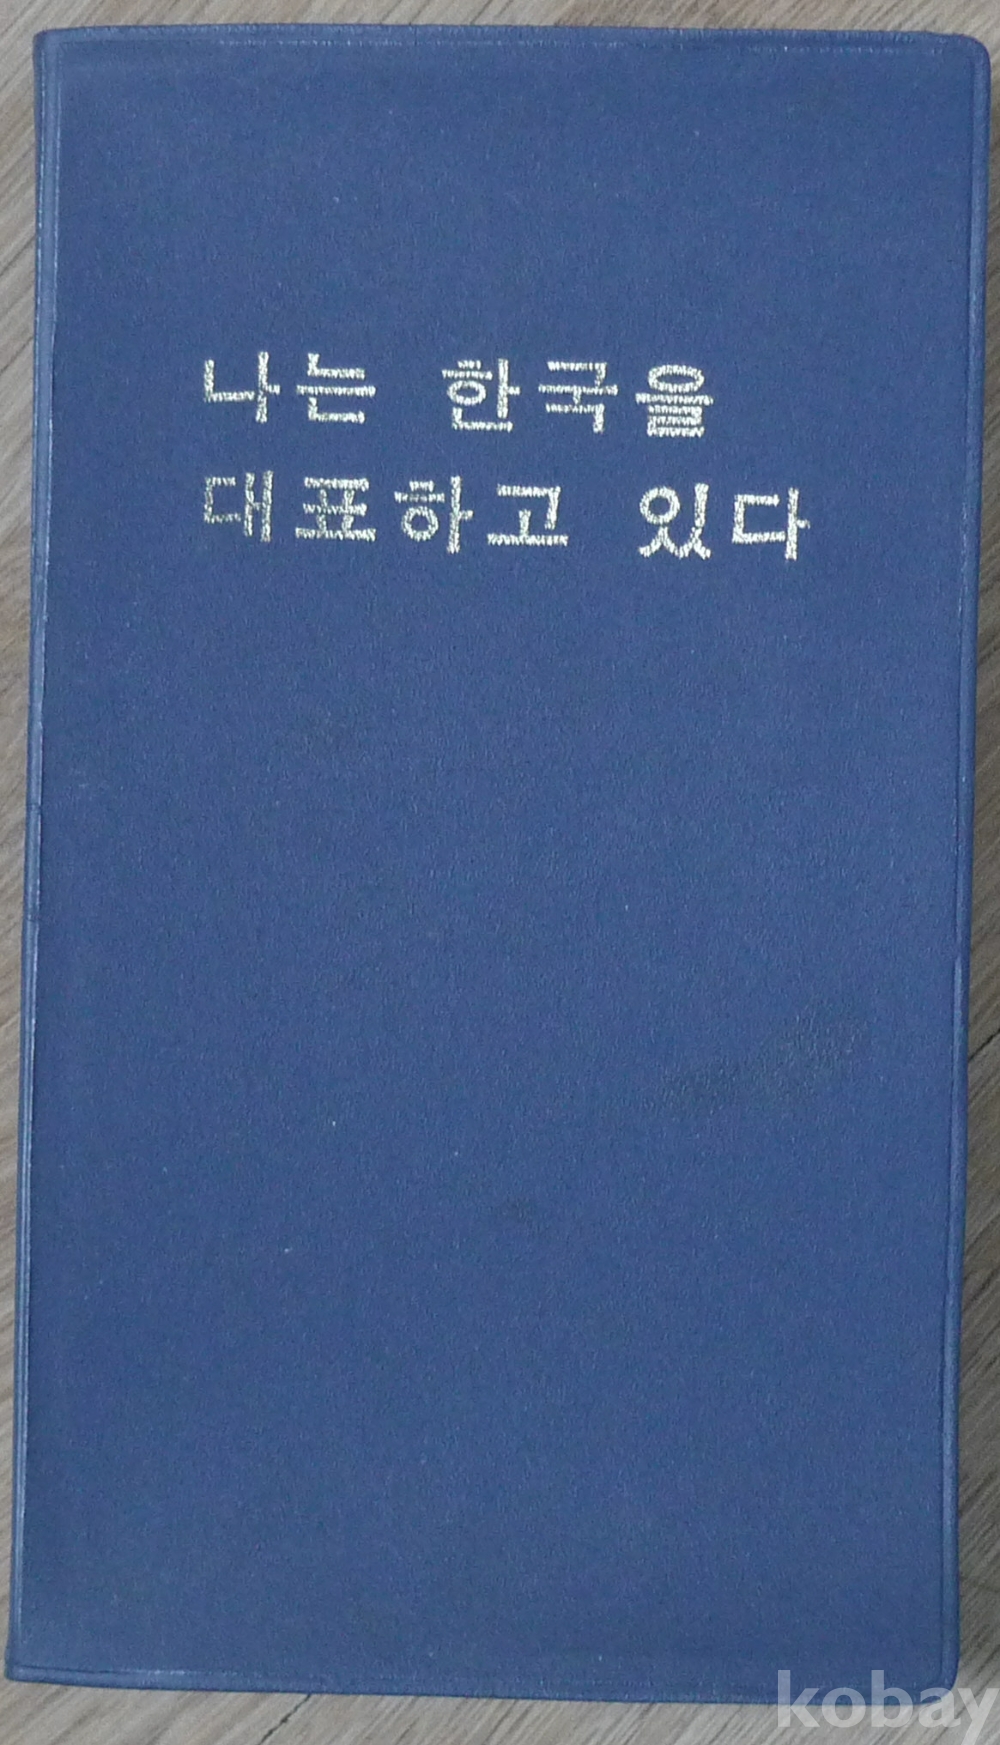 나는 한국을
대표하고 있다
kobay